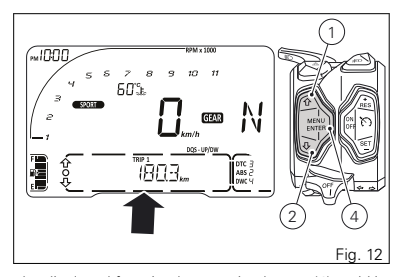 1
PM 10:00
RPM x 1000
1 2 3 4 5 6 7 8 9 10 11
SPORT
60°C
0 km/h
GEAR N
DQS - UP/DW
F
E
TRIP 1
180.3 km
DTC 3
ABS 2
DWC 4
MENU
ENTER
ON
OFF
RES
SET
OFF
2
4
Fig. 12